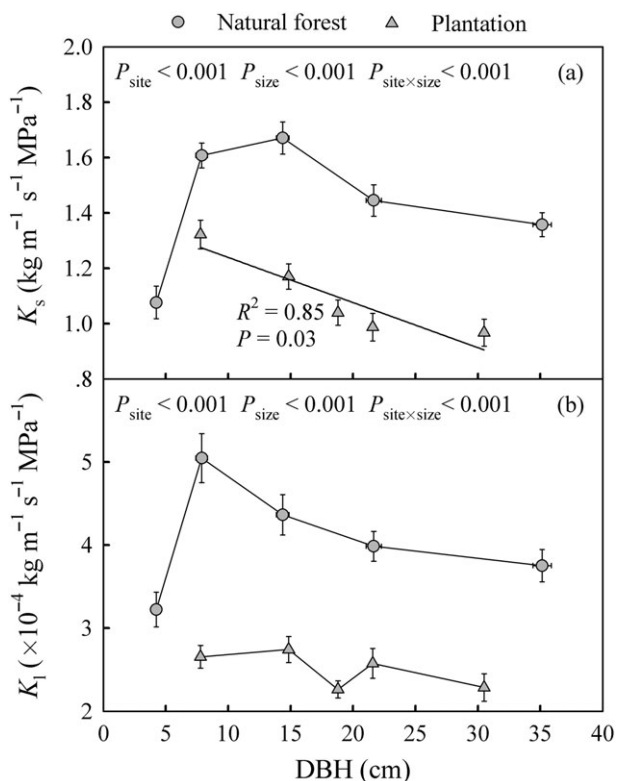 Natural forest Plantation
2.0
P_site < 0.001 P_size < 0.001 P_site×size < 0.001 (a)
1.8
1.6
1.4
1.2
1.0
.8
K_s (kg m⁻¹ s⁻¹ MPa⁻¹)
R² = 0.85
P = 0.03
P_site < 0.001 P_size < 0.001 P_site×size < 0.001 (b)
5
4
3
2
K_l (×10⁻⁴ kg m⁻¹ s⁻¹ MPa⁻¹)
0 5 10 15 20 25 30 35 40
DBH (cm)